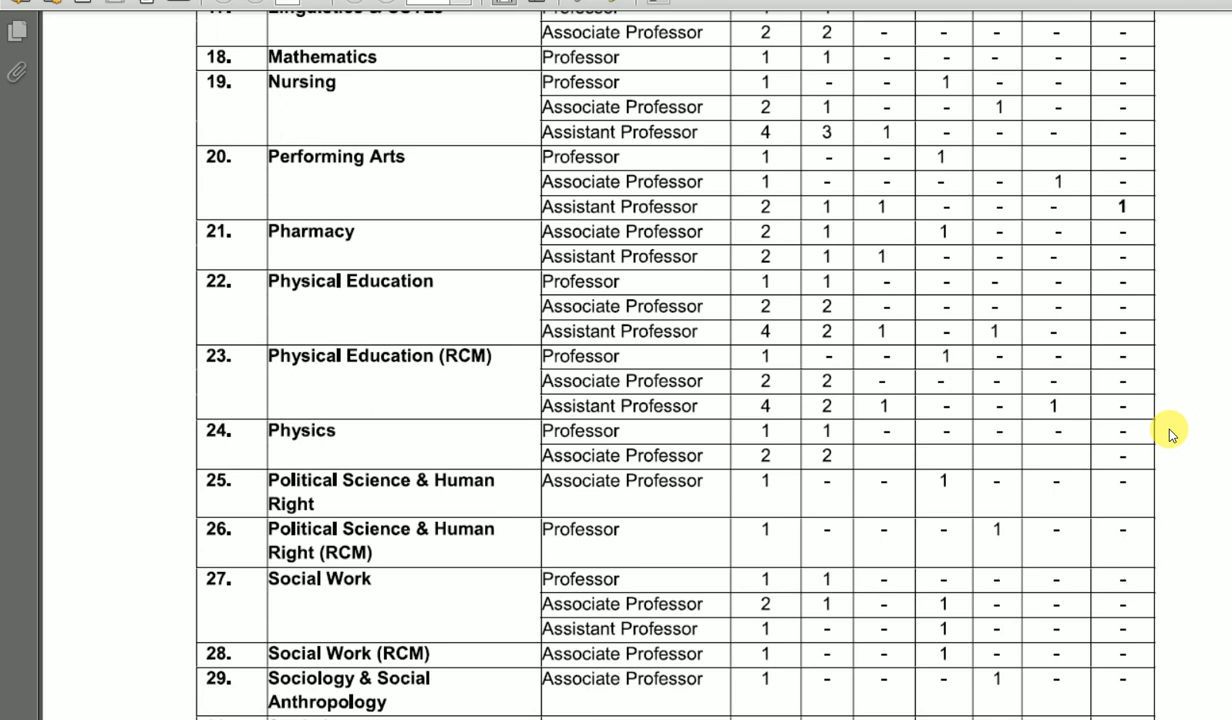 Associate Professor 2 2 - - - - -
18. Mathematics Professor 1 1 - - - - -
19. Nursing Professor 1 - - 1 - - -
Associate Professor 2 1 - - 1 - -
Assistant Professor 4 3 1 - - - -
20. Performing Arts Professor 1 - - 1 -
Associate Professor 1 - - - - 1 -
Assistant Professor 2 1 1 - - - 1
21. Pharmacy Associate Professor 2 1 1 - - -
Assistant Professor 2 1 1 - - - -
22. Physical Education Professor 1 1 - - - - -
Associate Professor 2 2 - - - - -
Assistant Professor 4 2 1 - 1 - -
23. Physical Education (RCM) Professor 1 - - 1 - - -
Associate Professor 2 2 - - - - -
Assistant Professor 4 2 1 - - 1 -
24. Physics Professor 1 1 - - - - -
Associate Professor 2 2 -
25. Political Science & Human Associate Professor 1 - - 1 - - -
Right
26. Political Science & Human Professor 1 - - - 1 - -
Right (RCM)
27. Social Work Professor 1 1 - - - - -
Associate Professor 2 1 - 1 - - -
Assistant Professor 1 - - 1 - - -
28. Social Work (RCM) Associate Professor 1 - - 1 - - -
29. Sociology & Social Associate Professor 1 - - - 1 - -
Anthropology